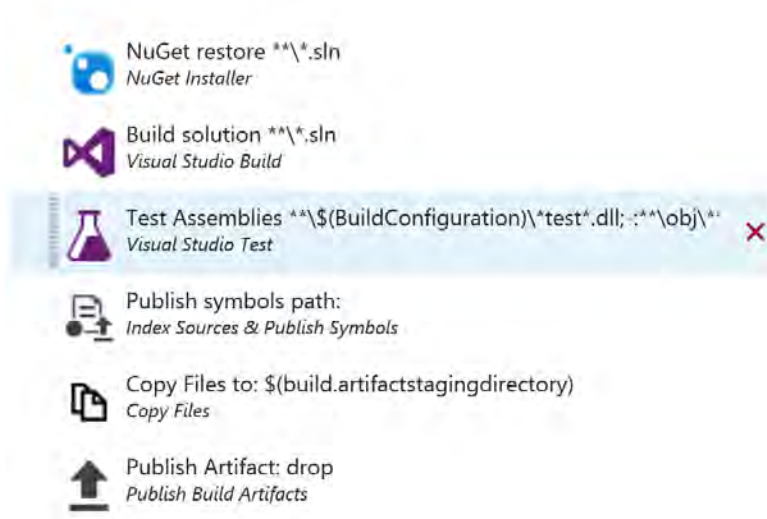 NuGet restore **\*.sln
NuGet Installer
Build solution **\*.sln
Visual Studio Build
Test Assemblies **\$(BuildConfiguration)\*test*.dll;-:**\obj\*
Visual Studio Test
Publish symbols path:
Index Sources & Publish Symbols
Copy Files to: $(build.artifactstagingdirectory)
Copy Files
Publish Artifact: drop
Publish Build Artifacts